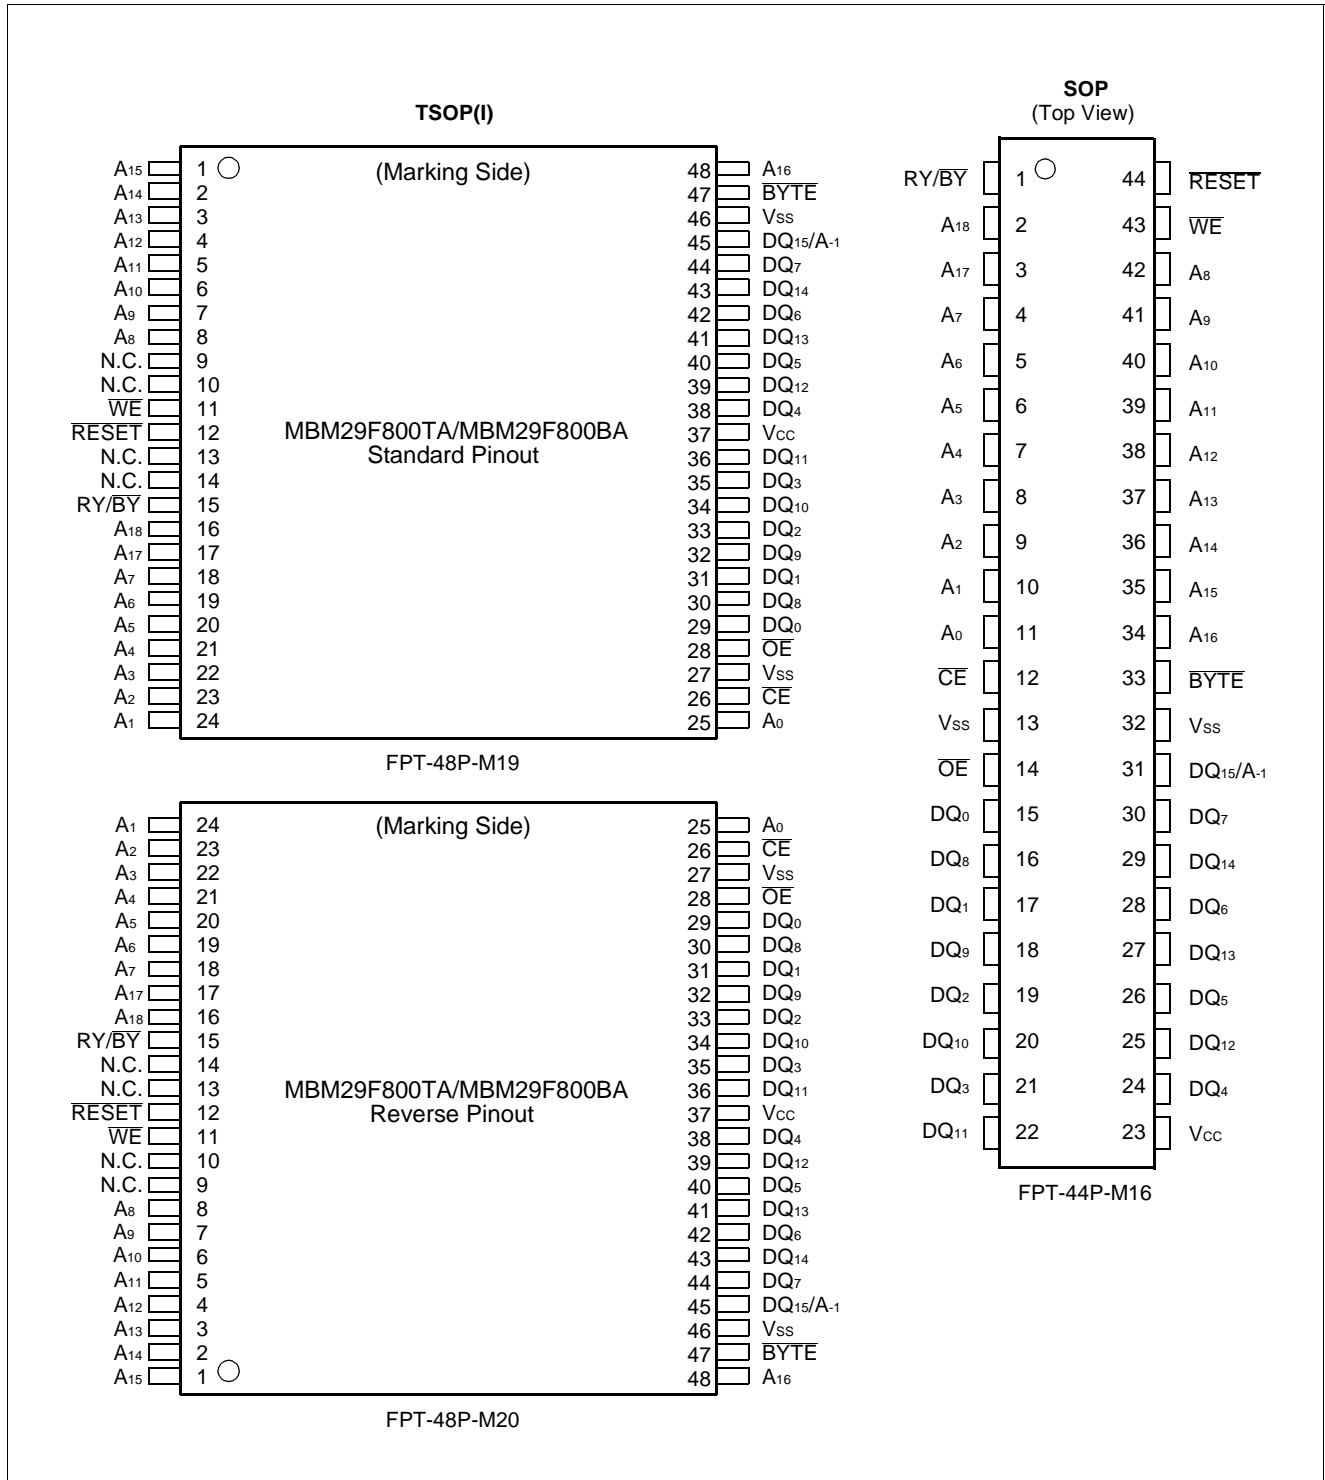 TSOP(I)
(Marking Side)
A15 1 48 A16
A14 2 47 BYTE
A13 3 46 VSS
A12 4 45 DQ15/A-1
A11 5 44 DQ7
A10 6 43 DQ14
A9 7 42 DQ6
A8 8 41 DQ13
N.C. 9 40 DQ5
N.C. 10 39 DQ12
WE 11 38 DQ4
RESET 12 37 VCC
N.C. 13 36 DQ11
N.C. 14 35 DQ3
RY/BY 15 34 DQ10
A18 16 33 DQ2
A17 17 32 DQ9
A7 18 31 DQ1
A6 19 30 DQ8
A5 20 29 DQ0
A4 21 28 OE
A3 22 27 VSS
A2 23 26 CE
A1 24 25 A0
MBM29F800TA/MBM29F800BA
Standard Pinout
FPT-48P-M19
(Marking Side)
A1 24 25 A0
A2 23 26 CE
A3 22 27 VSS
A4 21 28 OE
A5 20 29 DQ0
A6 19 30 DQ8
A7 18 31 DQ1
A17 17 32 DQ9
A18 16 33 DQ2
RY/BY 15 34 DQ10
N.C. 14 35 DQ3
N.C. 13 36 DQ11
RESET 12 37 VCC
WE 11 38 DQ4
N.C. 10 39 DQ12
N.C. 9 40 DQ5
A8 8 41 DQ13
A9 7 42 DQ6
A10 6 43 DQ14
A11 5 44 DQ7
A12 4 45 DQ15/A-1
A13 3 46 VSS
A14 2 47 BYTE
A15 1 48 A16
MBM29F800TA/MBM29F800BA
Reverse Pinout
FPT-48P-M20
SOP
(Top View)
RY/BY 1 44 RESET
A18 2 43 WE
A17 3 42 A8
A7 4 41 A9
A6 5 40 A10
A5 6 39 A11
A4 7 38 A12
A3 8 37 A13
A2 9 36 A14
A1 10 35 A15
A0 11 34 A16
CE 12 33 BYTE
VSS 13 32 VSS
OE 14 31 DQ15/A-1
DQ0 15 30 DQ7
DQ8 16 29 DQ14
DQ1 17 28 DQ6
DQ9 18 27 DQ13
DQ2 19 26 DQ5
DQ10 20 25 DQ12
DQ3 21 24 DQ4
DQ11 22 23 VCC
FPT-44P-M16